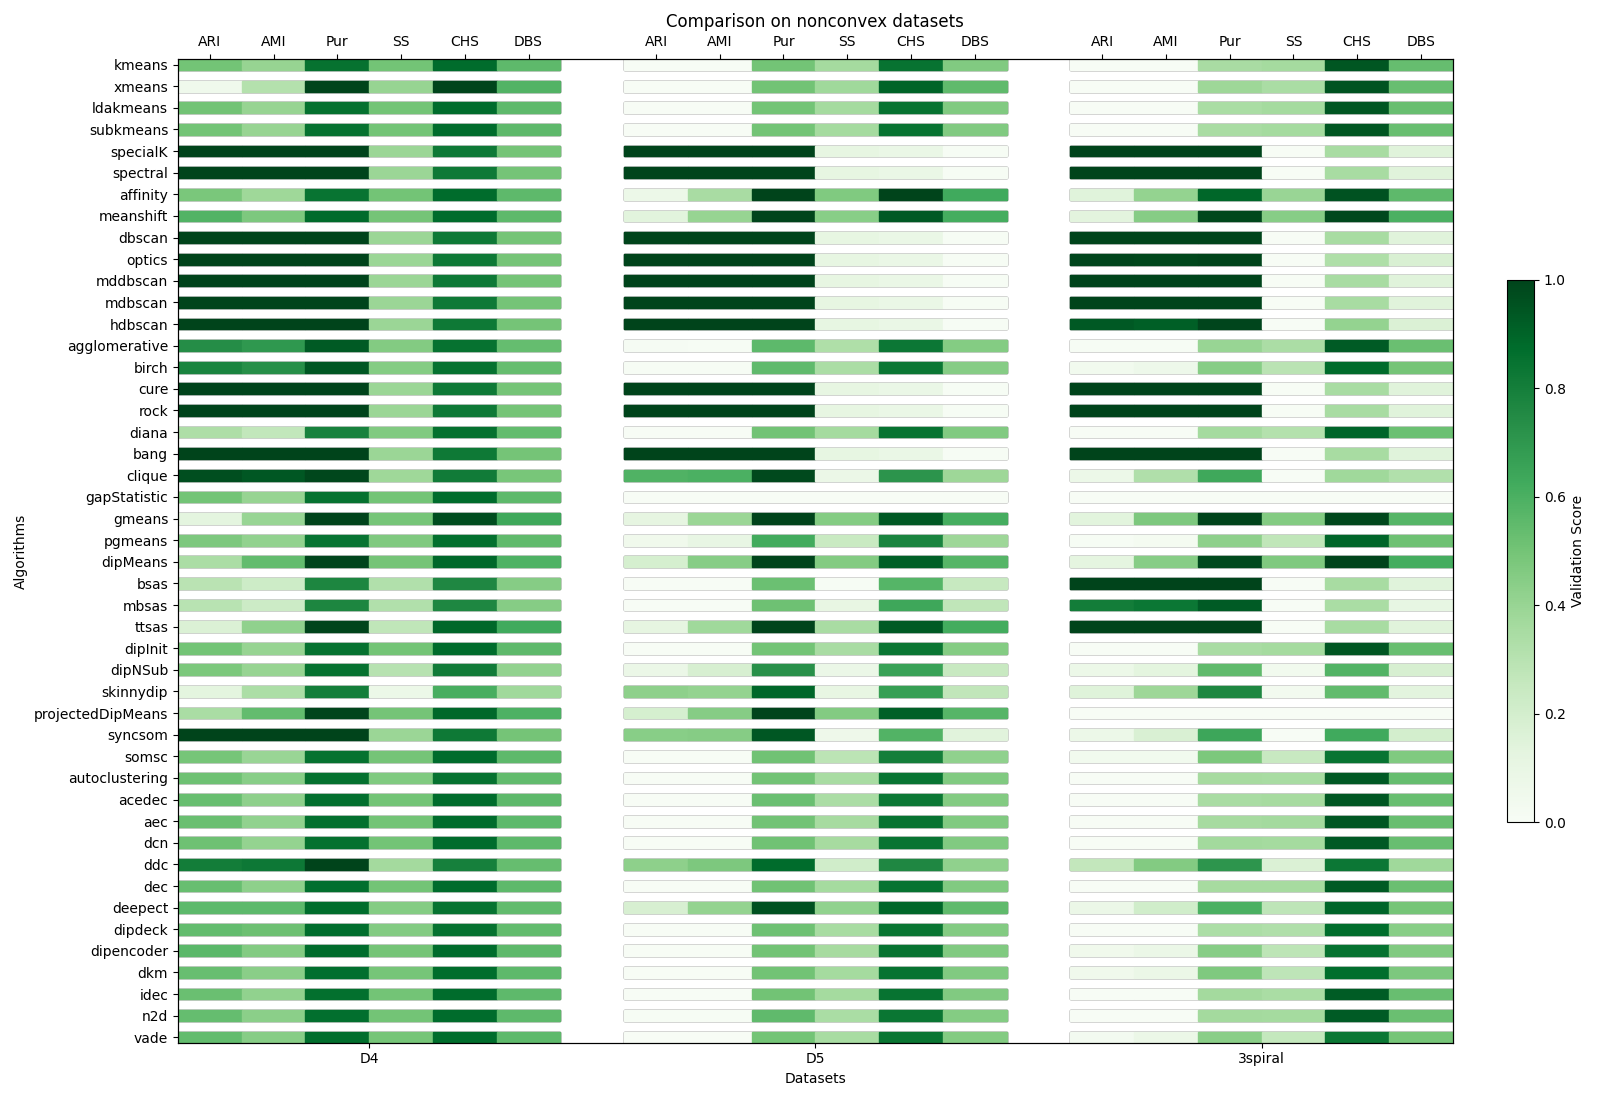 Comparison on nonconvex datasets
ARI AMI Pur SS CHS DBS ARI AMI Pur SS CHS DBS ARI AMI Pur SS CHS DBS
kmeans
xmeans
ldakmeans
subkmeans
specialK
spectral
affinity
meanshift
dbscan
optics
mddbscan
mdbscan
hdbscan
agglomerative
birch
cure
rock
diana
bang
clique
gapStatistic
gmeans
pgmeans
dipMeans
bsas
mbsas
ttsas
dipInit
dipNSub
skinnydip
projectedDipMeans
syncsom
somsc
autoclustering
acedec
aec
dcn
ddc
dec
deepect
dipdeck
dipencoder
dkm
idec
n2d
vade
Algorithms
D4 D5 3spiral
Datasets
1.0
0.8
0.6
0.4
0.2
0.0
Validation Score